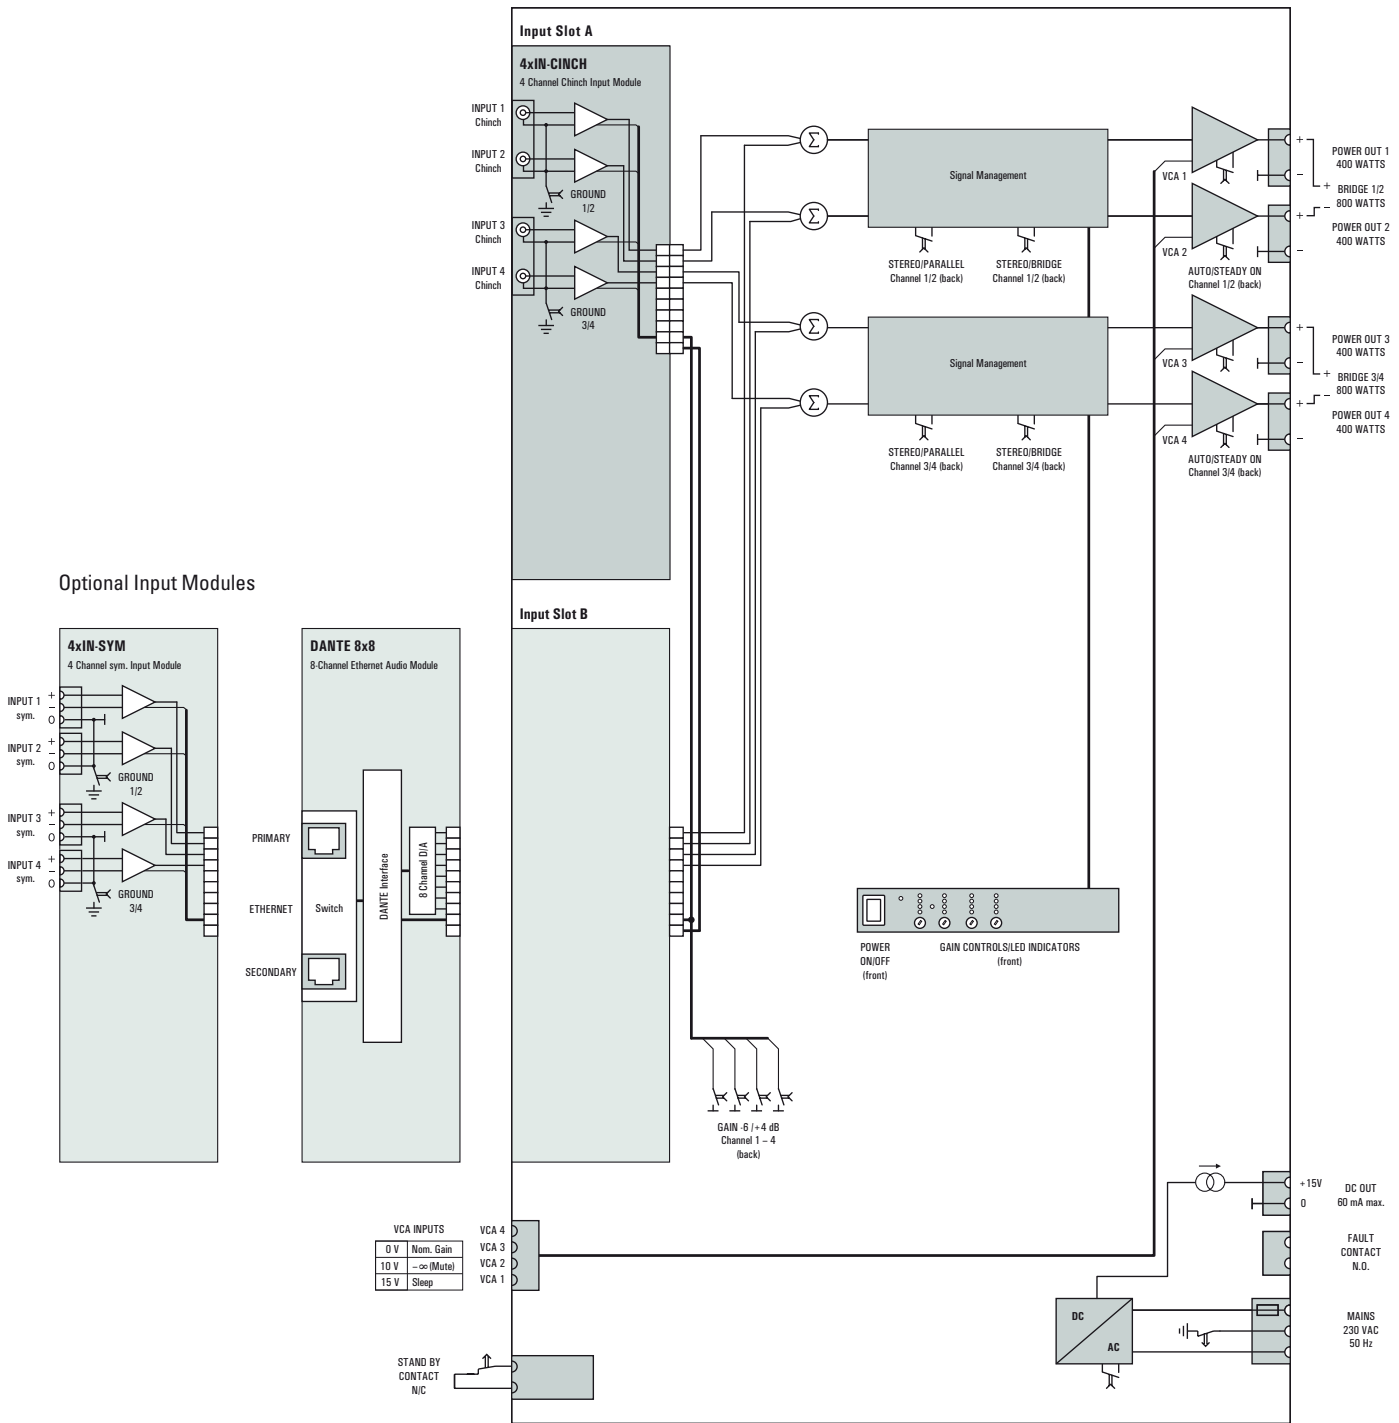 Input Slot A
4xIN-CINCH
4 Channel Chinch Input Module
INPUT 1
Chinch
INPUT 2
Chinch
GROUND
1/2
INPUT 3
Chinch
INPUT 4
Chinch
GROUND
3/4
Σ
Σ
Σ
Σ
Signal Management
STEREO/PARALLEL
Channel 1/2 (back)
STEREO/BRIDGE
Channel 1/2 (back)
Signal Management
STEREO/PARALLEL
Channel 3/4 (back)
STEREO/BRIDGE
Channel 3/4 (back)
VCA 1
VCA 2
AUTO/STEADY ON
Channel 1/2 (back)
VCA 3
VCA 4
AUTO/STEADY ON
Channel 3/4 (back)
+
−
+
−
POWER OUT 1
400 WATTS
+ BRIDGE 1/2
− 800 WATTS
POWER OUT 2
400 WATTS
+
−
+
−
POWER OUT 3
400 WATTS
+ BRIDGE 3/4
− 800 WATTS
POWER OUT 4
400 WATTS
Optional Input Modules
4xIN-SYM
4 Channel sym. Input Module
INPUT 1
sym.
+
−
0
INPUT 2
sym.
+
−
0
GROUND
1/2
INPUT 3
sym.
+
−
0
INPUT 4
sym.
+
−
0
GROUND
3/4
DANTE 8x8
8-Channel Ethernet Audio Module
PRIMARY
ETHERNET
SECONDARY
Switch
DANTE Interface
8 Channel D/A
Input Slot B
POWER
ON/OFF
(front)
GAIN CONTROLS/LED INDICATORS
(front)
GAIN -6 /+4 dB
Channel 1 – 4
(back)
VCA INPUTS
0 V Nom. Gain
10 V −∞(Mute)
15 V Sleep
VCA 4
VCA 3
VCA 2
VCA 1
STAND BY
CONTACT
N/C
+15V
0
DC OUT
60 mA max.
FAULT
CONTACT
N.O.
DC
AC
MAINS
230 VAC
50 Hz